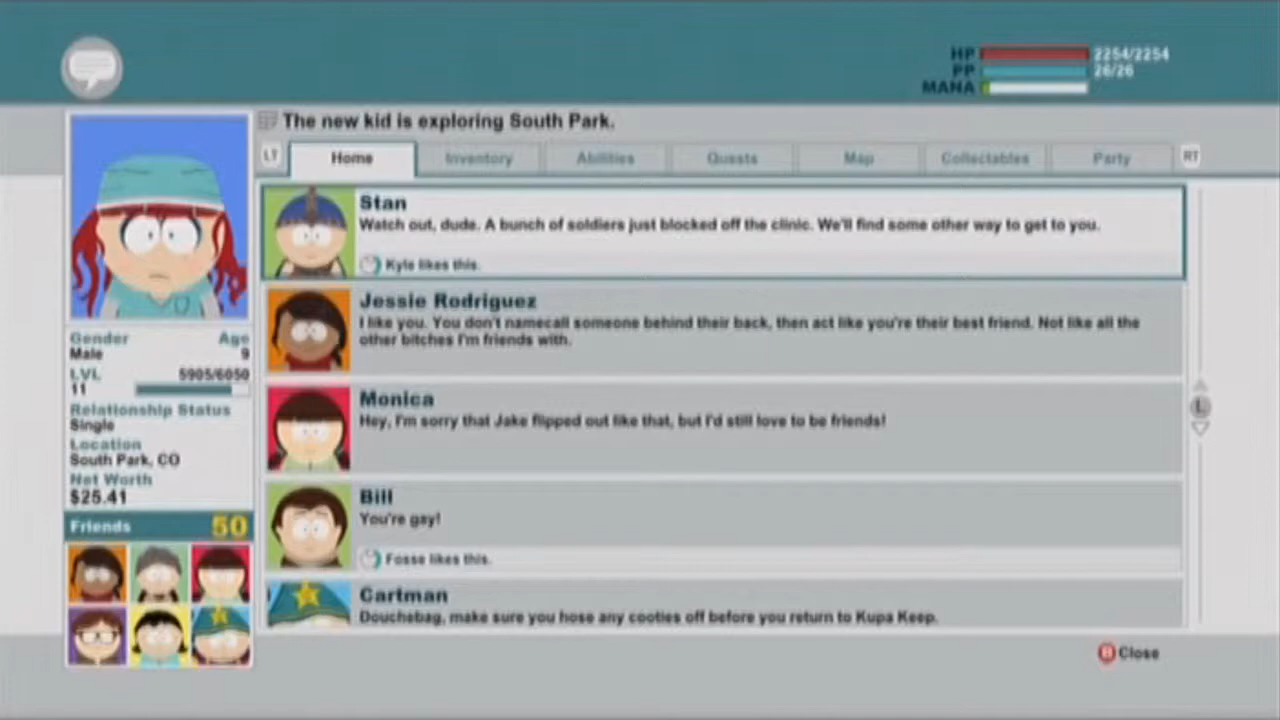 HP 2254/2254
PP 26/26
MANA
The new kid is exploring South Park.
LT Home Inventory Abilities Quests Map Collectables Party RT
Stan
Watch out, dude. A bunch of soldiers just blocked off the clinic. We'll find some other way to get to you.
Kyle likes this.
Jessie Rodriguez
I like you. You don't namecall someone behind their back, then act like you're their best friend. Not like all the
other bitches I'm friends with.
Monica
Hey, I'm sorry that Jake flipped out like that, but I'd still love to be friends!
Bill
You're gay!
Fosse likes this.
Cartman
Douchebag, make sure you hose any cooties off before you return to Kupa Keep.
Gender Age
Male 9
LVL 5905/6050
11
Relationship Status
Single
Location
South Park, CO
Net Worth
$25.41
Friends 50
L
B Close